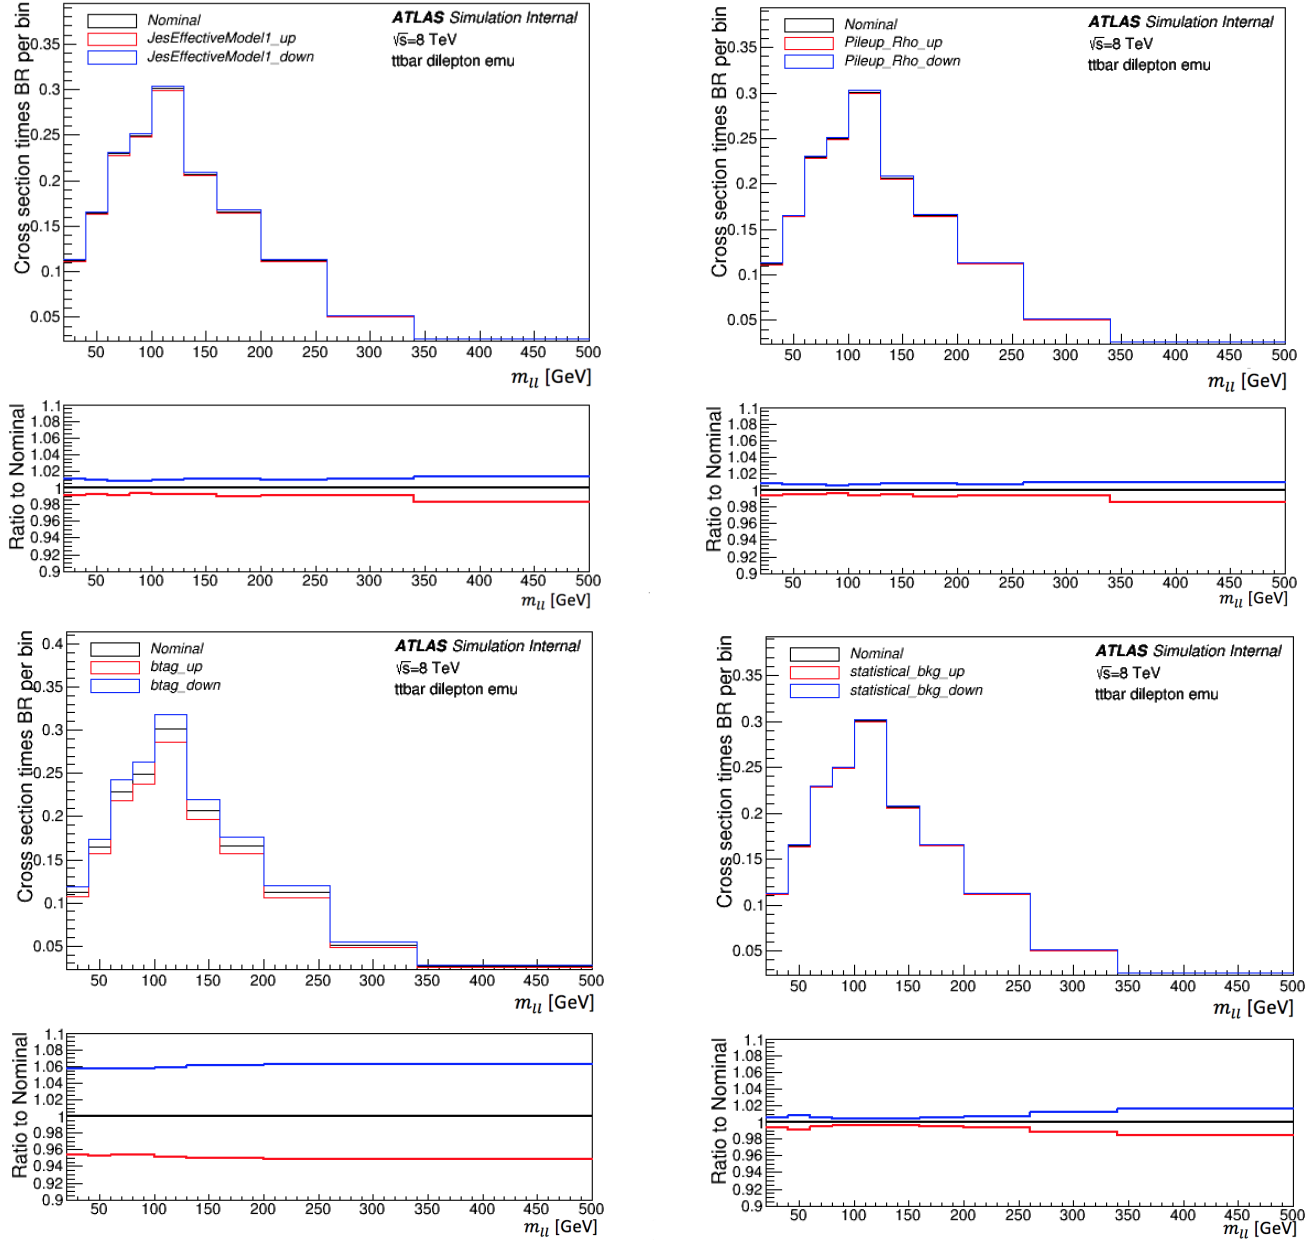 Cross section times BR per bin
Nominal
JesEffectiveModel1_up
JesEffectiveModel1_down
ATLAS Simulation Internal
√s=8 TeV
ttbar dilepton emu
0.35
0.3
0.25
0.2
0.15
0.1
0.05
50 100 150 200 250 300 350 400 450 500
m_ll [GeV]
Ratio to Nominal
1.1
1.08
1.06
1.04
1.02
1
0.98
0.96
0.94
0.92
0.9
50 100 150 200 250 300 350 400 450 500
m_ll [GeV]
Cross section times BR per bin
Nominal
Pileup_Rho_up
Pileup_Rho_down
ATLAS Simulation Internal
√s=8 TeV
ttbar dilepton emu
0.35
0.3
0.25
0.2
0.15
0.1
0.05
50 100 150 200 250 300 350 400 450 500
m_ll [GeV]
Ratio to Nominal
1.1
1.08
1.06
1.04
1.02
1
0.98
0.96
0.94
0.92
0.9
50 100 150 200 250 300 350 400 450 500
m_ll [GeV]
Cross section times BR per bin
Nominal
btag_up
btag_down
ATLAS Simulation Internal
√s=8 TeV
ttbar dilepton emu
0.4
0.35
0.3
0.25
0.2
0.15
0.1
0.05
50 100 150 200 250 300 350 400 450 500
m_ll [GeV]
Ratio to Nominal
1.1
1.08
1.06
1.04
1.02
1
0.98
0.96
0.94
0.92
0.9
50 100 150 200 250 300 350 400 450 500
m_ll [GeV]
Cross section times BR per bin
Nominal
statistical_bkg_up
statistical_bkg_down
ATLAS Simulation Internal
√s=8 TeV
ttbar dilepton emu
0.35
0.3
0.25
0.2
0.15
0.1
0.05
50 100 150 200 250 300 350 400 450 500
m_ll [GeV]
Ratio to Nominal
1.1
1.08
1.06
1.04
1.02
1
0.98
0.96
0.94
0.92
0.9
50 100 150 200 250 300 350 400 450 500
m_ll [GeV]